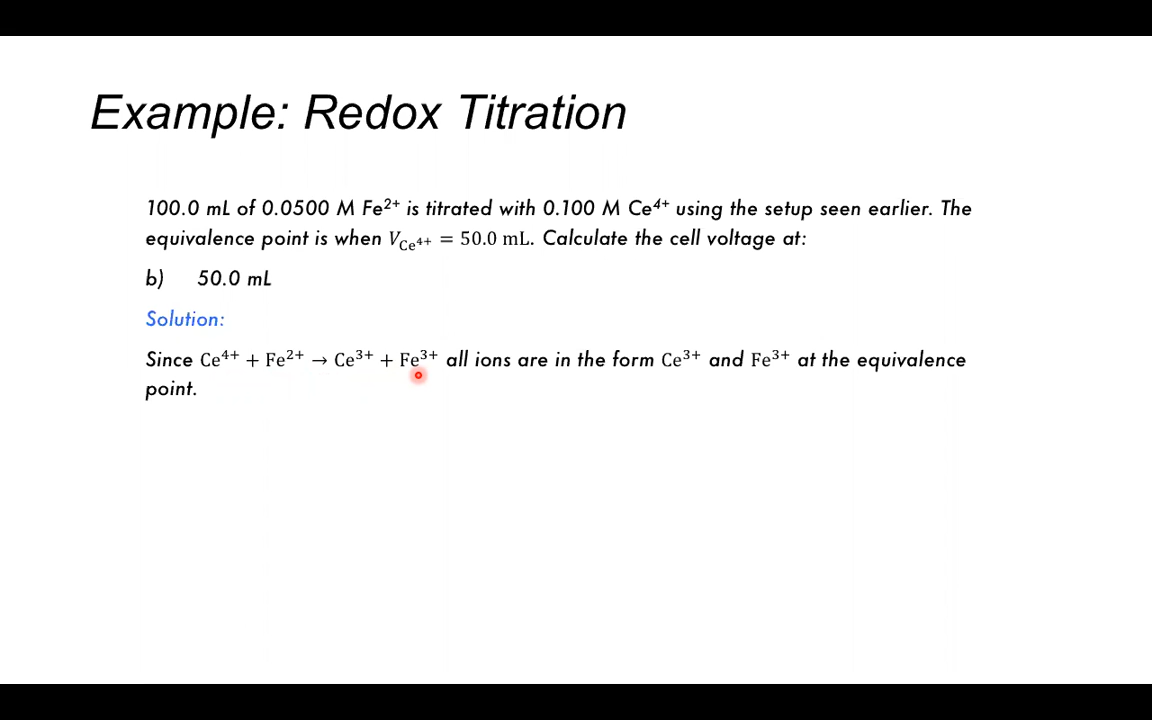 Example: Redox Titration
100.0 mL of 0.0500 M Fe²⁺ is titrated with 0.100 M Ce⁴⁺ using the setup seen earlier. The
equivalence point is when V_Ce⁴⁺ = 50.0 mL. Calculate the cell voltage at:
b) 50.0 mL
Solution:
Since Ce⁴⁺ + Fe²⁺ → Ce³⁺ + Fe³⁺ all ions are in the form Ce³⁺ and Fe³⁺ at the equivalence
point.